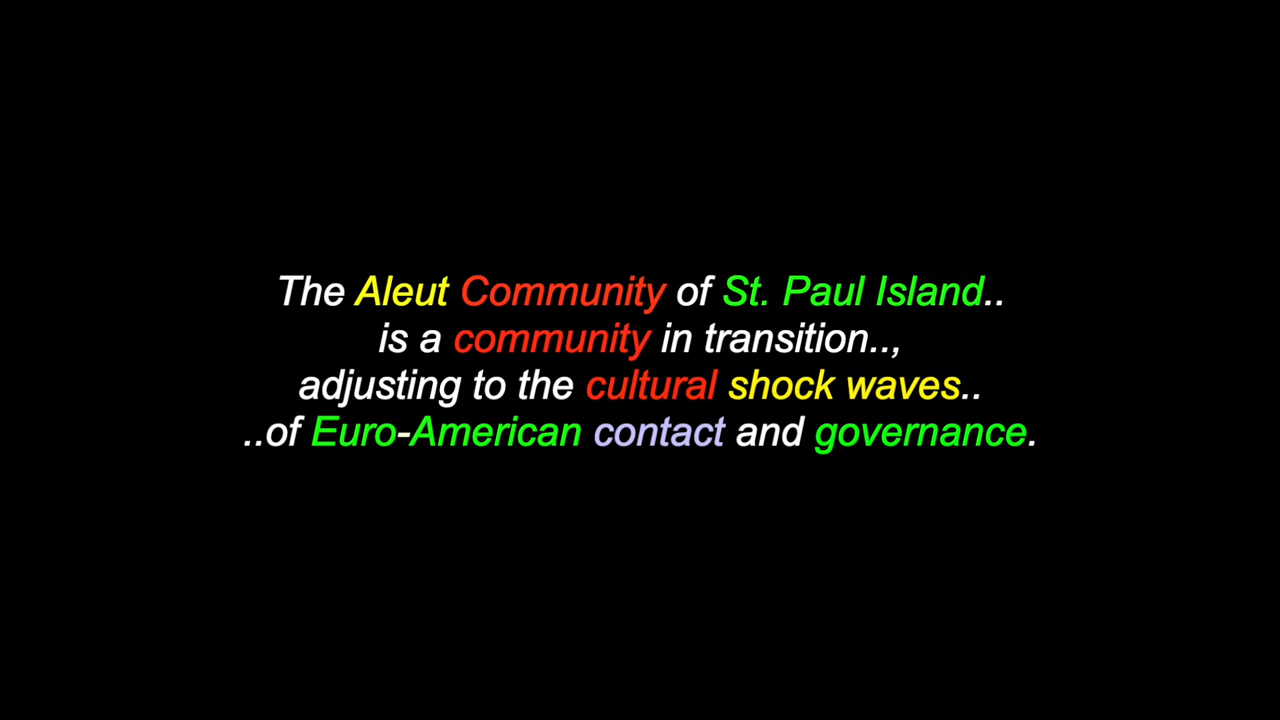 The Aleut Community of St. Paul Island..
is a community in transition..,
adjusting to the cultural shock waves..
..of Euro-American contact and governance.